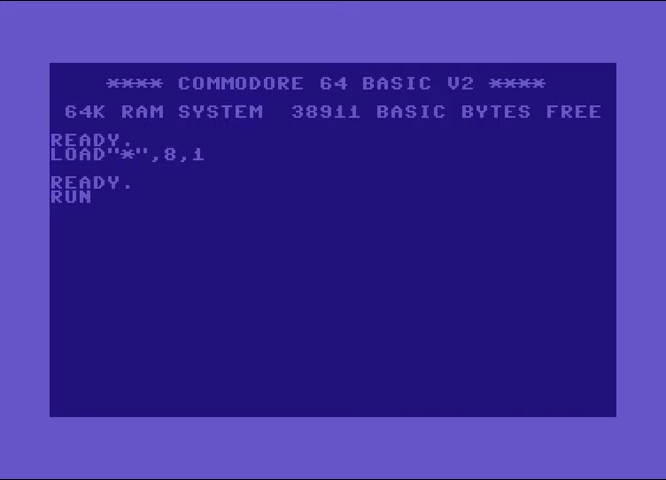 **** COMMODORE 64 BASIC V2 ****
64K RAM SYSTEM  38911 BASIC BYTES FREE
READY.
LOAD"*",8,1
READY.
RUN